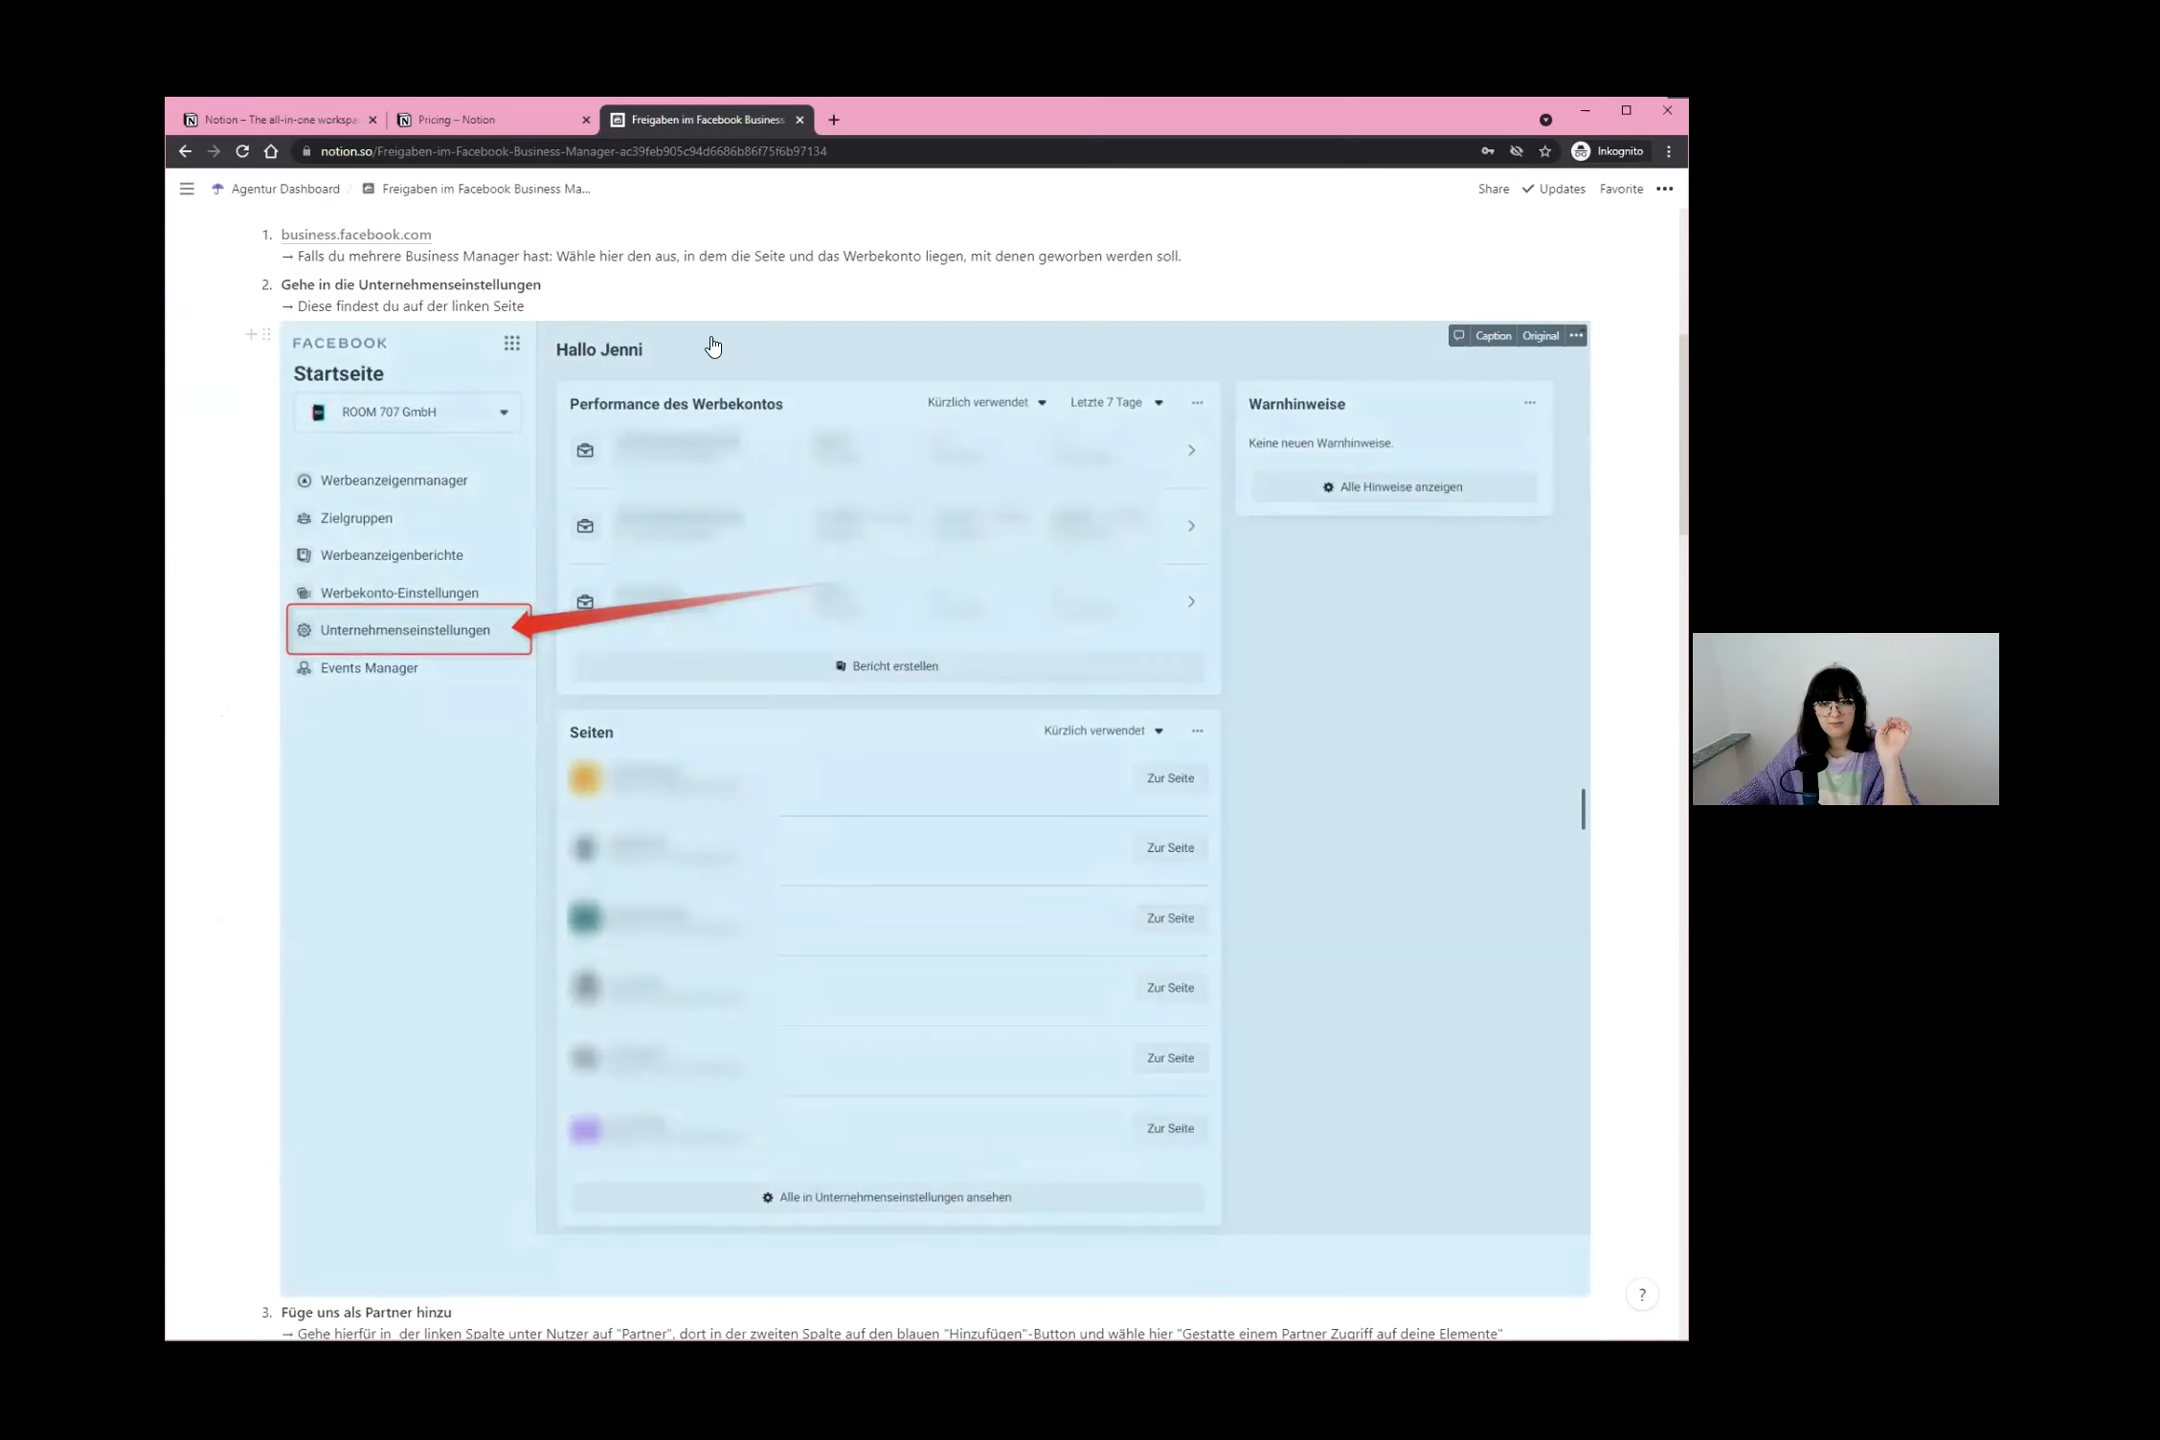 Notion – The all-in-one workspa
Pricing – Notion
Freigaben im Facebook Business
notion.so/Freigaben-im-Facebook-Business-Manager-ac39feb905c94d6686b86f75f6b97134
Inkognito
Agentur Dashboard / Freigaben im Facebook Business Ma...
Share
Updates
Favorite
1. business.facebook.com
→ Falls du mehrere Business Manager hast: Wähle hier den aus, in dem die Seite und das Werbekonto liegen, mit denen geworben werden soll.
2. Gehe in die Unternehmenseinstellungen
→ Diese findest du auf der linken Seite
FACEBOOK
Startseite
ROOM 707 GmbH
Werbeanzeigenmanager
Zielgruppen
Werbeanzeigenberichte
Werbekonto-Einstellungen
Unternehmenseinstellungen
Events Manager
Hallo Jenni
Caption
Original
Performance des Werbekontos
Kürzlich verwendet
Letzte 7 Tage
Bericht erstellen
Warnhinweise
Keine neuen Warnhinweise.
Alle Hinweise anzeigen
Seiten
Kürzlich verwendet
Zur Seite
Zur Seite
Zur Seite
Zur Seite
Zur Seite
Zur Seite
Alle in Unternehmenseinstellungen ansehen
?
3. Füge uns als Partner hinzu
→ Gehe hierfür in der linken Spalte unter Nutzer auf "Partner", dort in der zweiten Spalte auf den blauen "Hinzufügen"-Button und wähle hier "Gestatte einem Partner Zugriff auf deine Elemente"